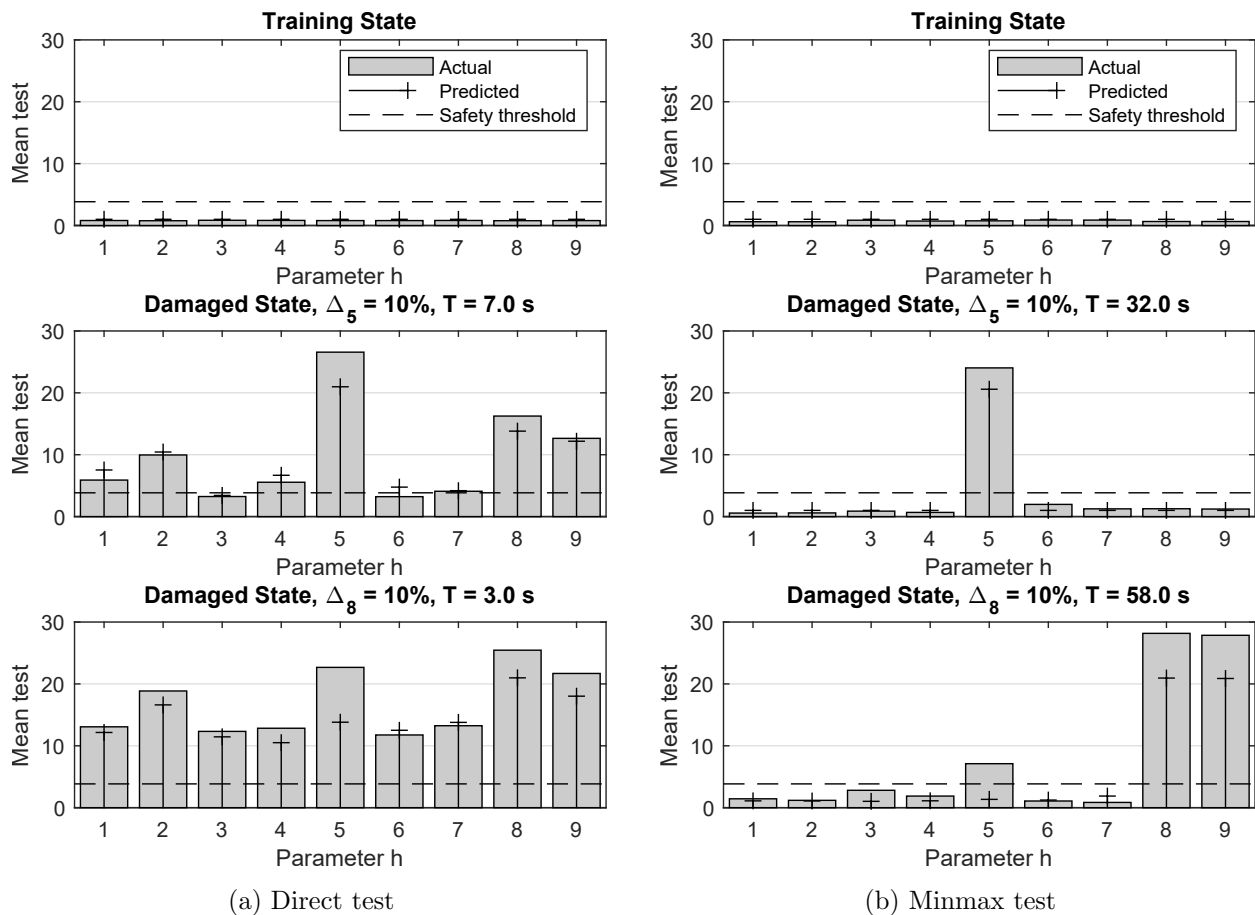 Training State
30
20
10
0
Mean test
Actual
Predicted
Safety threshold
1 2 3 4 5 6 7 8 9
Parameter h
Damaged State, Δ5 = 10%, T = 7.0 s
30
20
10
0
Mean test
1 2 3 4 5 6 7 8 9
Parameter h
Damaged State, Δ8 = 10%, T = 3.0 s
30
20
10
0
Mean test
1 2 3 4 5 6 7 8 9
Parameter h
(a) Direct test
Training State
30
20
10
0
Mean test
Actual
Predicted
Safety threshold
1 2 3 4 5 6 7 8 9
Parameter h
Damaged State, Δ5 = 10%, T = 32.0 s
30
20
10
0
Mean test
1 2 3 4 5 6 7 8 9
Parameter h
Damaged State, Δ8 = 10%, T = 58.0 s
30
20
10
0
Mean test
1 2 3 4 5 6 7 8 9
Parameter h
(b) Minmax test